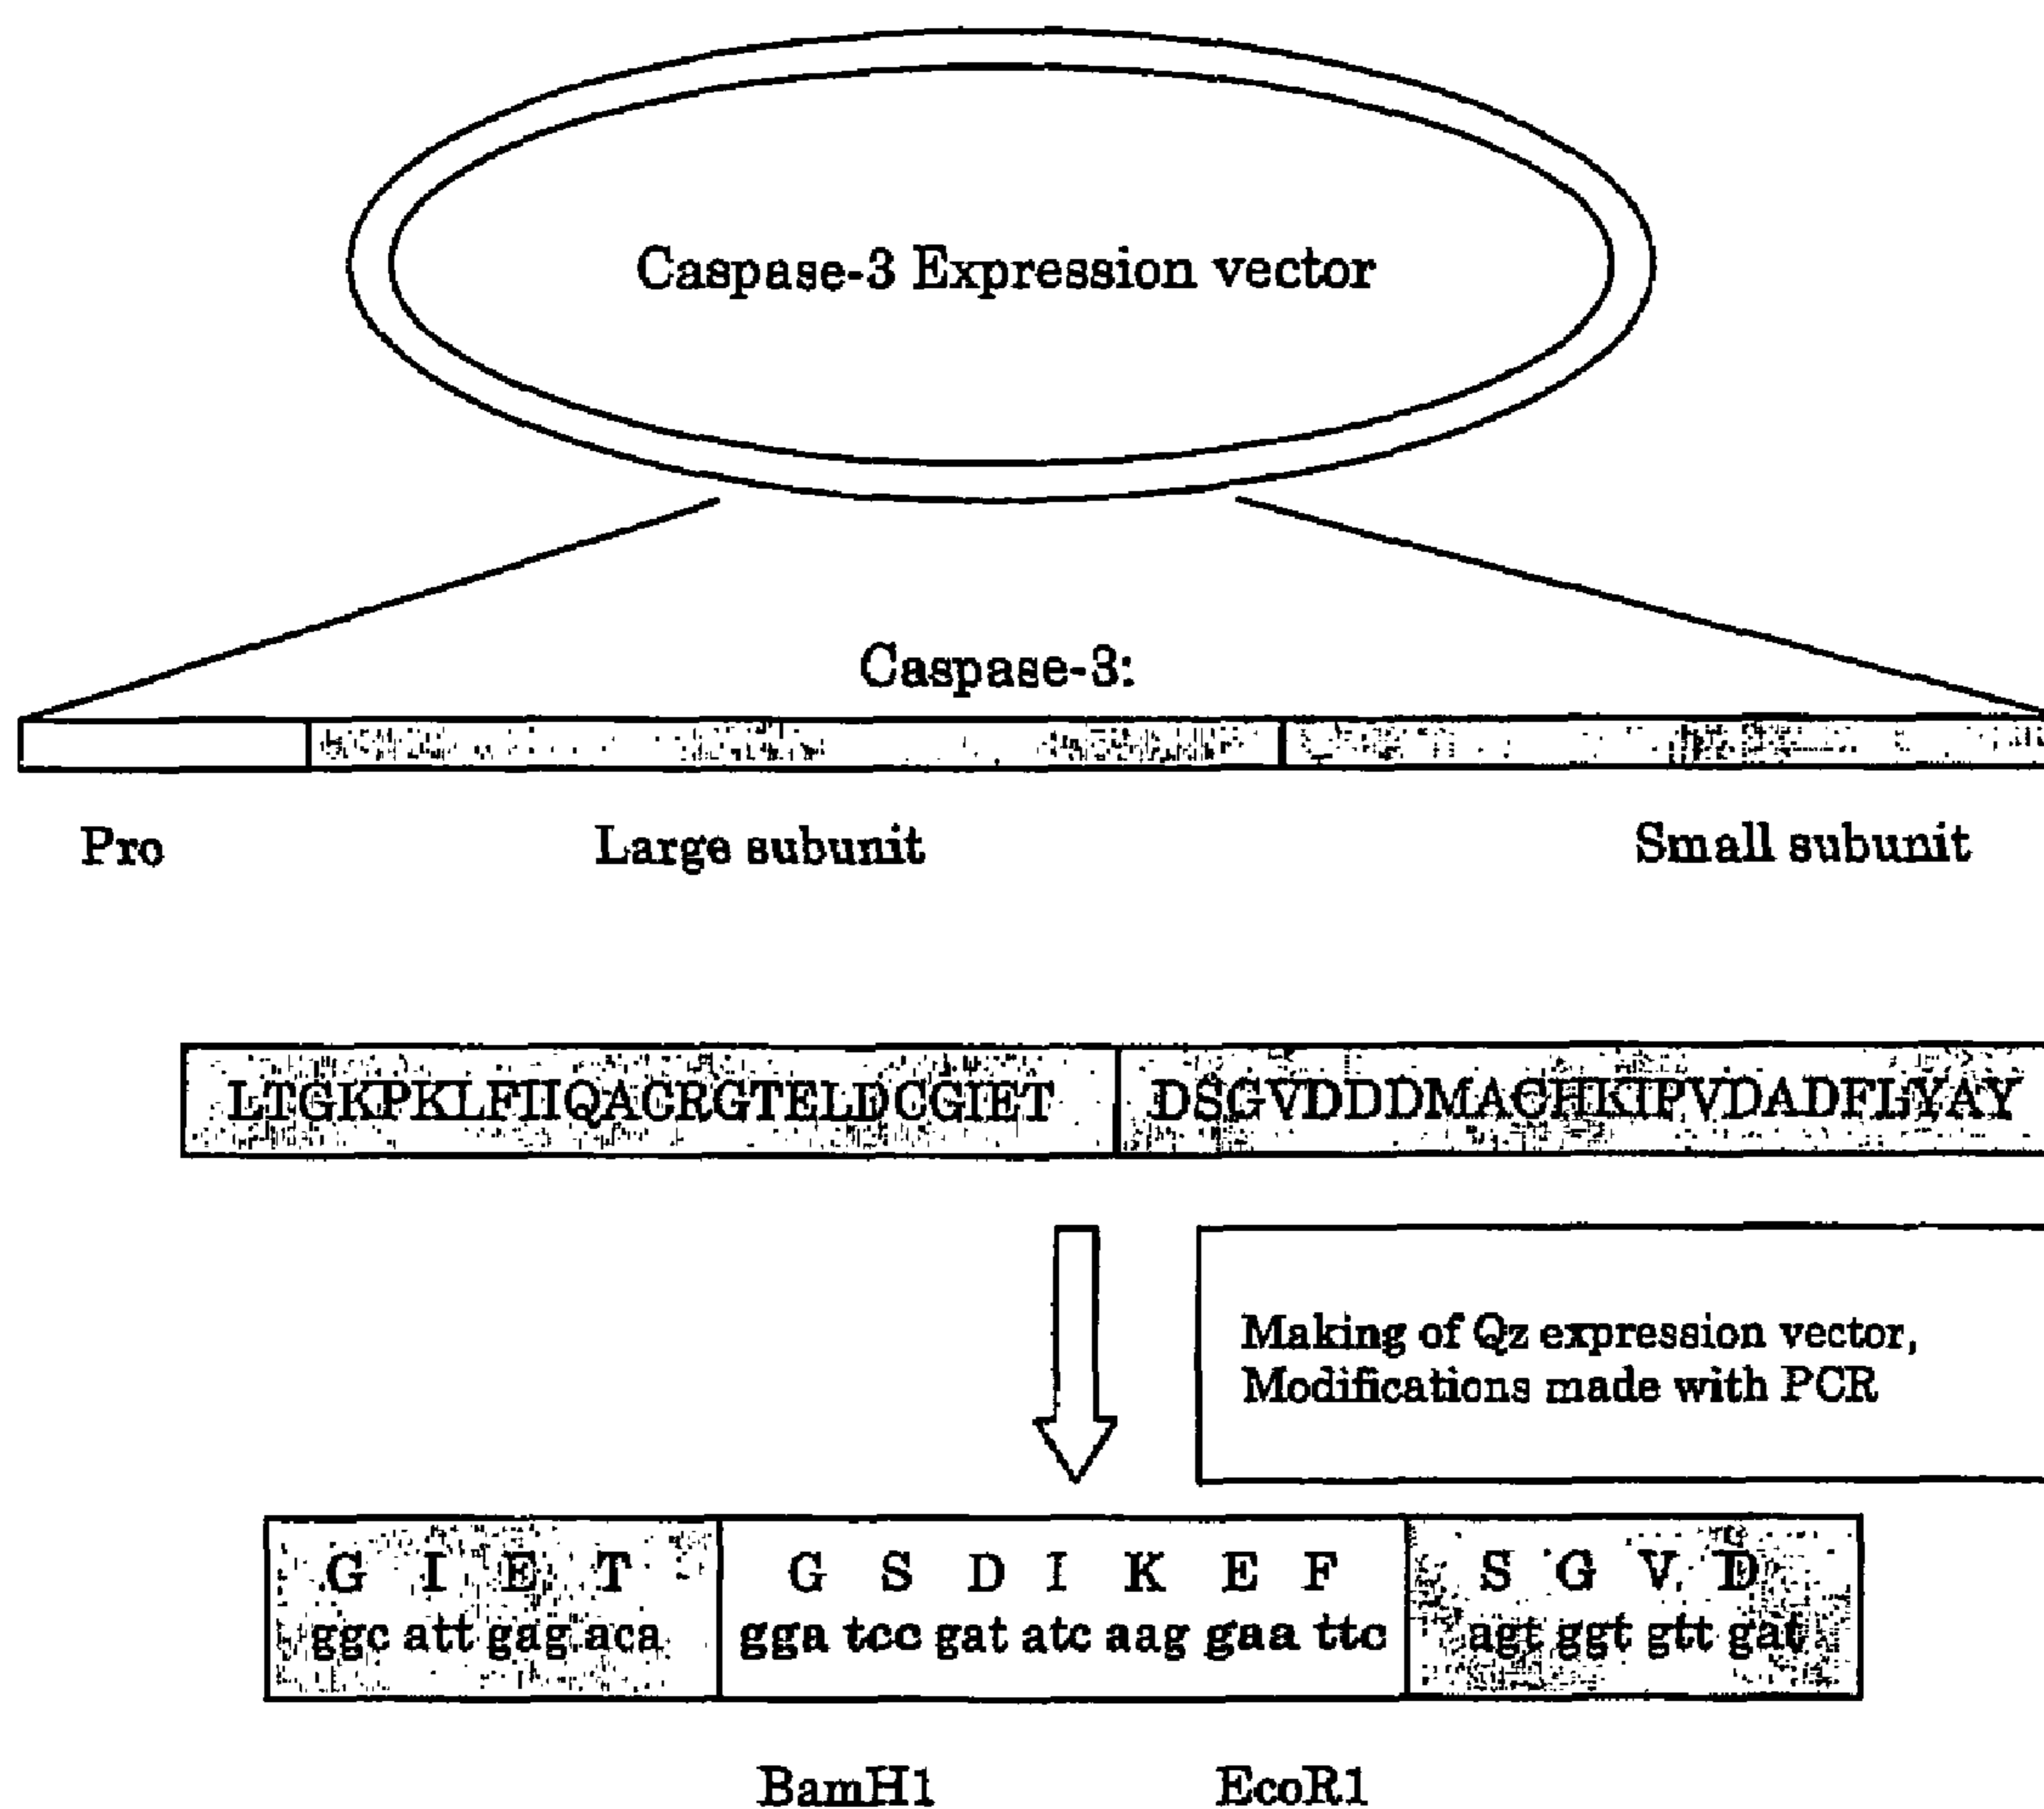 Caspase-3 Expression vector
Caspase-3:
Pro Large subunit Small subunit
LTGKPKLFIIQACRGTELDCGIET DSGVDDDMACHKIPVDADFLYAY
Making of Qz expression vector,
Modifications made with PCR
G I E T G S D I K E F S G V D
ggc att gag aca gga tcc gat atc aag gaa ttc agt ggt gtt gat
BamH1 EcoR1